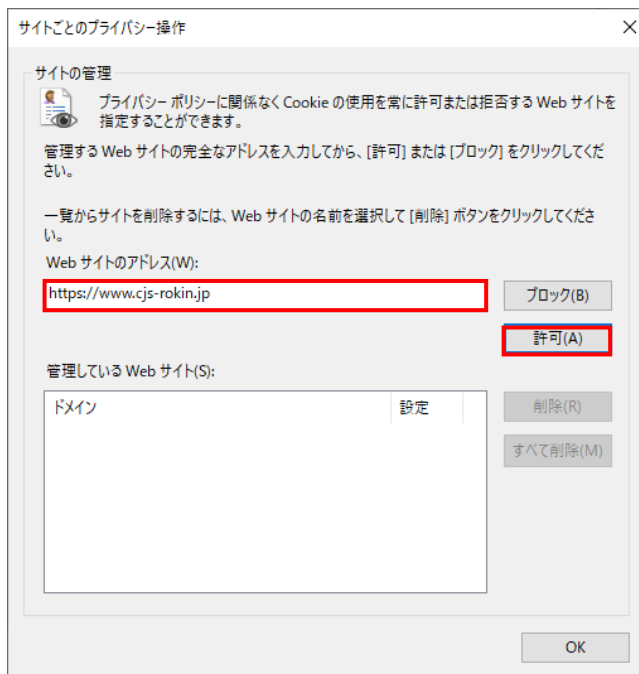 サイトごとのプライバシー操作
サイトの管理
プライバシー ポリシーに関係なく Cookie の使用を常に許可または拒否する Web サイトを
指定することができます。
管理する Web サイトの完全なアドレスを入力してから、[許可] または [ブロック] をクリックしてくだ
さい。
一覧からサイトを削除するには、Web サイトの名前を選択して [削除] ボタンをクリックしてくださ
い。
Web サイトのアドレス(W):
https://www.cjs-rokin.jp
ブロック(B)
許可(A)
管理している Web サイト(S):
ドメイン 設定
削除(R)
すべて削除(M)
OK